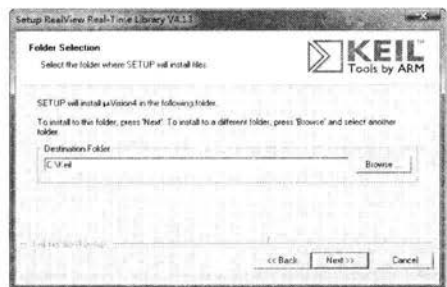 Setup RealView Real-Time Library V4.13
Folder Selection
Select the folder where SETUP will install files.
KEIL
Tools by ARM
SETUP will install µVision4 in the following folder.
To install to this folder, press 'Next'. To install to a different folder, press 'Browse' and select another
folder.
Destination Folder
C:\Keil
Browse...
<< Back
Next >>
Cancel